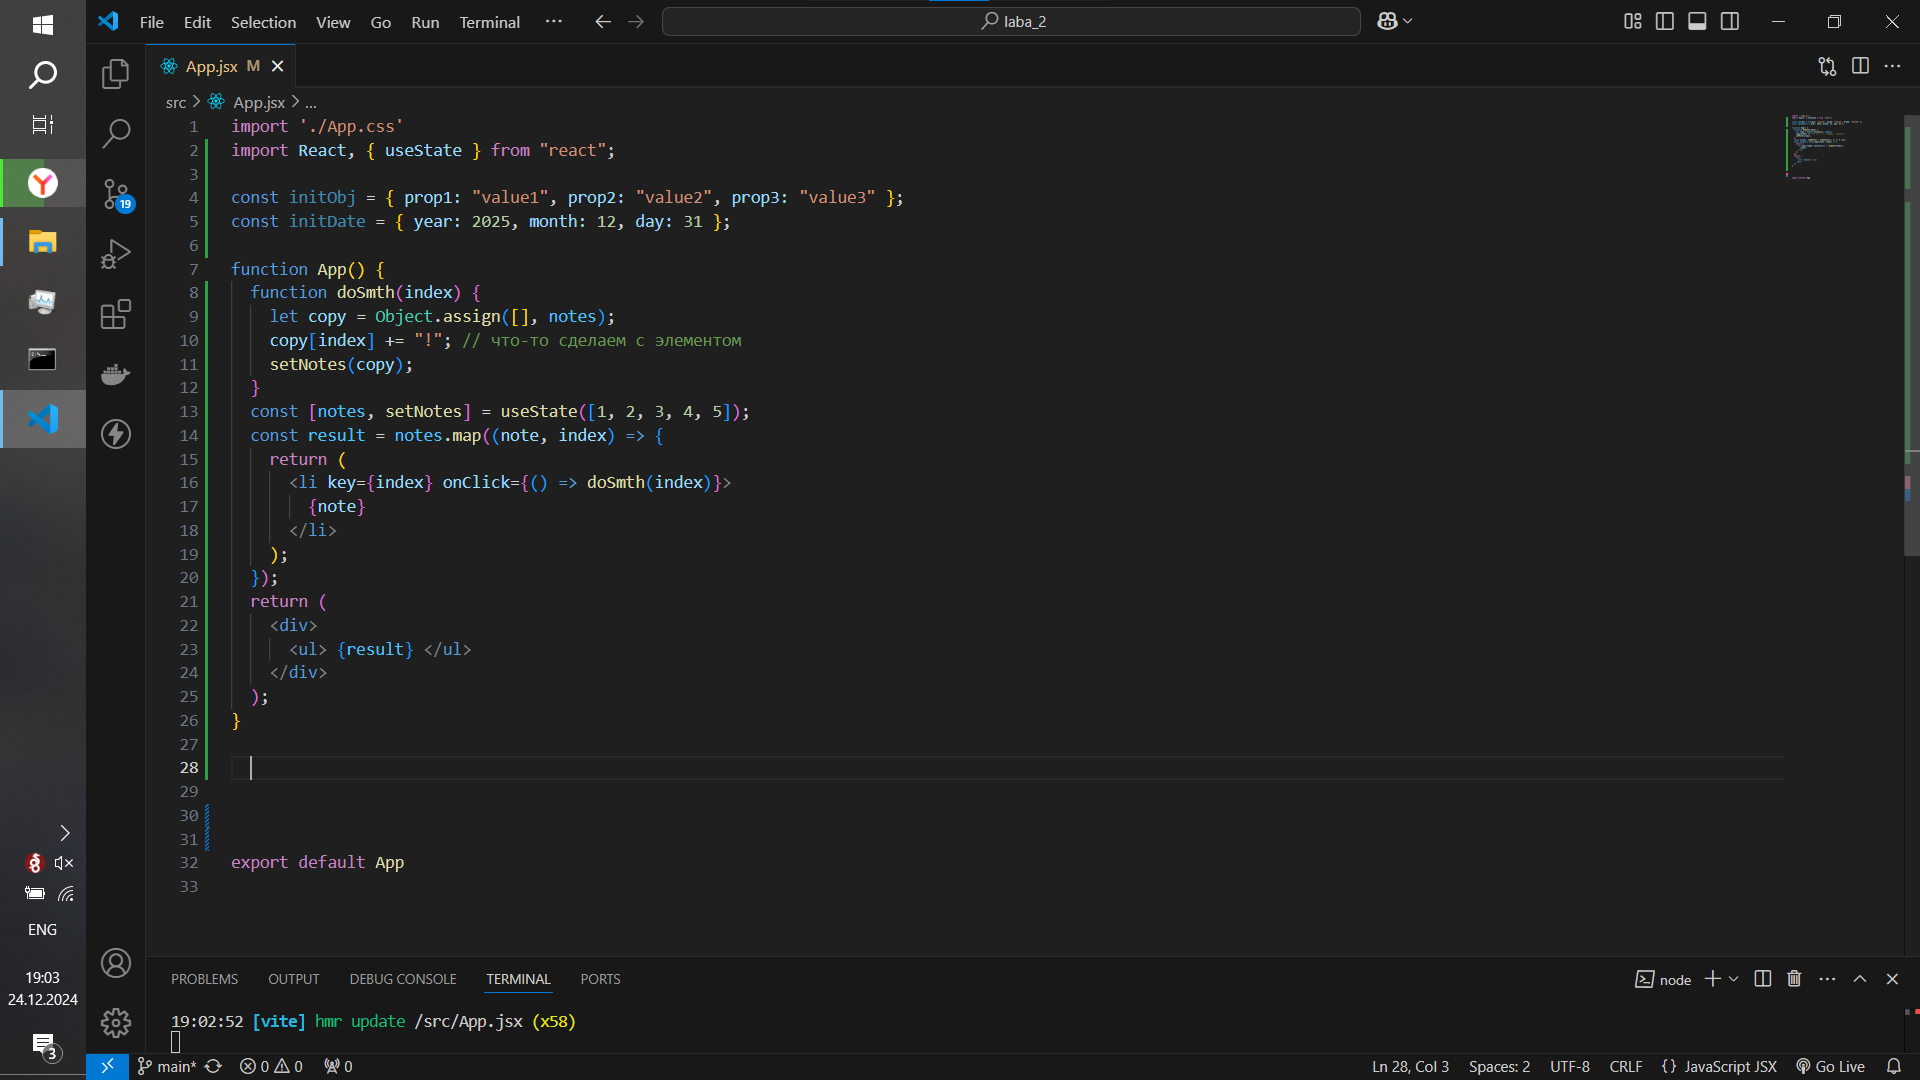 File Edit Selection View Go Run Terminal ··· laba_2
App.jsx M
src > App.jsx > ...
1 import './App.css'
2 import React, { useState } from "react";
3
4 const initObj = { prop1: "value1", prop2: "value2", prop3: "value3" };
5 const initDate = { year: 2025, month: 12, day: 31 };
6
7 function App() {
8 function doSmth(index) {
9 let copy = Object.assign([], notes);
10 copy[index] += "!"; // что-то сделаем с элементом
11 setNotes(copy);
12 }
13 const [notes, setNotes] = useState([1, 2, 3, 4, 5]);
14 const result = notes.map((note, index) => {
15 return (
16 <li key={index} onClick={() => doSmth(index)}>
17 {note}
18 </li>
19 );
20 });
21 return (
22 <div>
23 <ul> {result} </ul>
24 </div>
25 );
26 }
27
28
29
30
31
32 export default App
33
19
PROBLEMS OUTPUT DEBUG CONSOLE TERMINAL PORTS node
19:02:52 [vite] hmr update /src/App.jsx (x58)
main* 0 0 0 Ln 28, Col 3 Spaces: 2 UTF-8 CRLF {} JavaScript JSX Go Live
ENG
19:03
24.12.2024
3